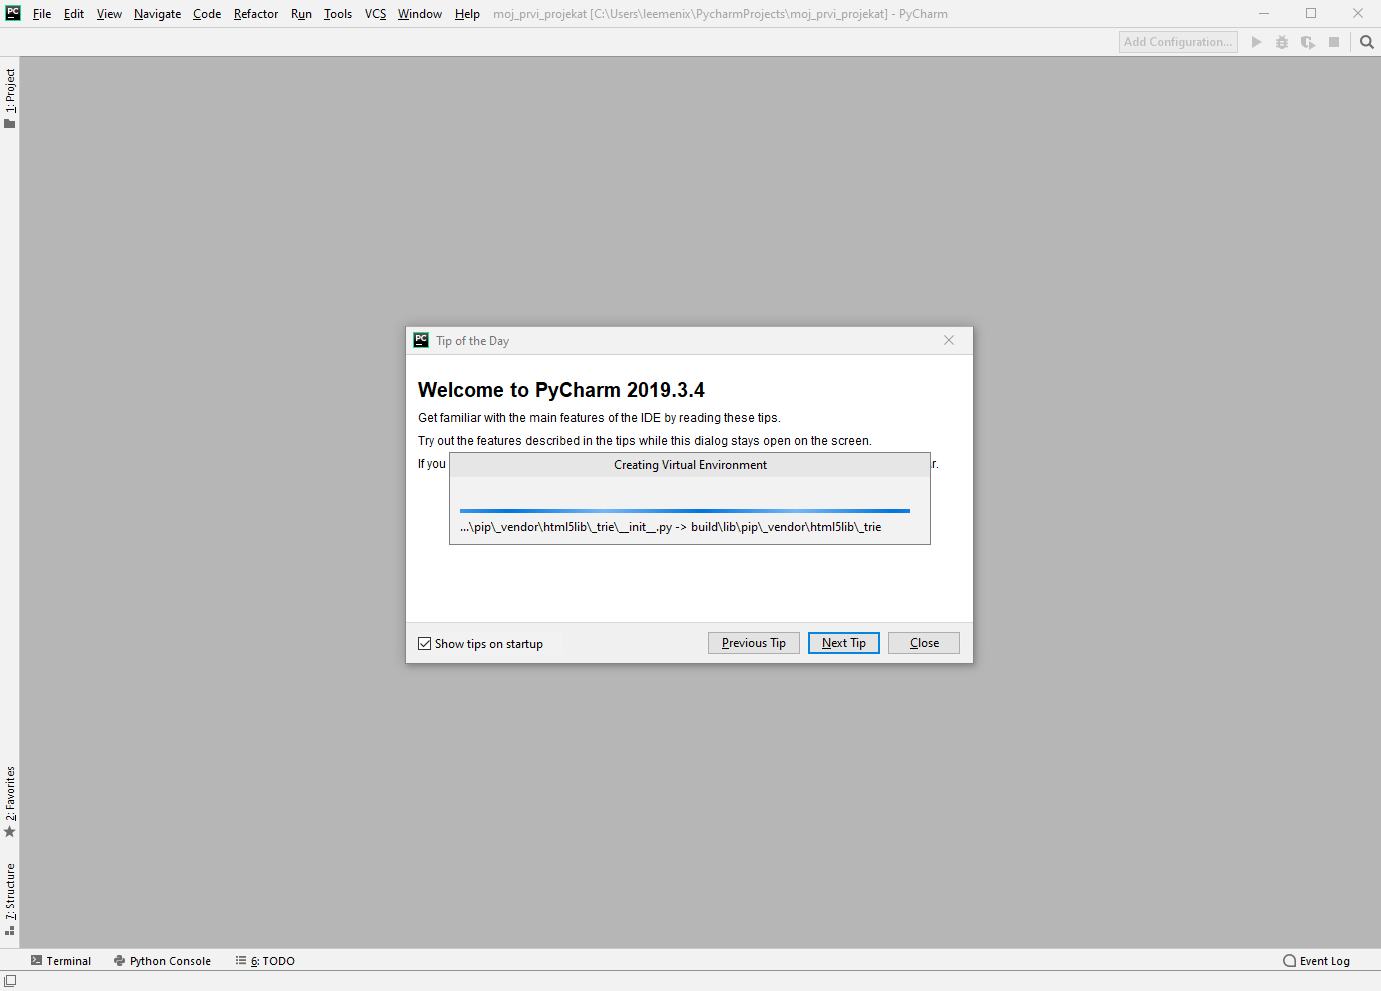 PC File Edit View Navigate Code Refactor Run Tools VCS Window Help moj_prvi_projekat [C:\Users\leemenix\PycharmProjects\moj_prvi_projekat] - PyCharm
Add Configuration...
1: Project
PC Tip of the Day
Welcome to PyCharm 2019.3.4
Get familiar with the main features of the IDE by reading these tips.
Try out the features described in the tips while this dialog stays open on the screen.
If you
Creating Virtual Environment
...\pip\_vendor\html5lib\_trie\__init__.py -> build\lib\pip\_vendor\html5lib\_trie
Show tips on startup Previous Tip Next Tip Close
2: Favorites
7: Structure
Terminal Python Console 6: TODO Event Log